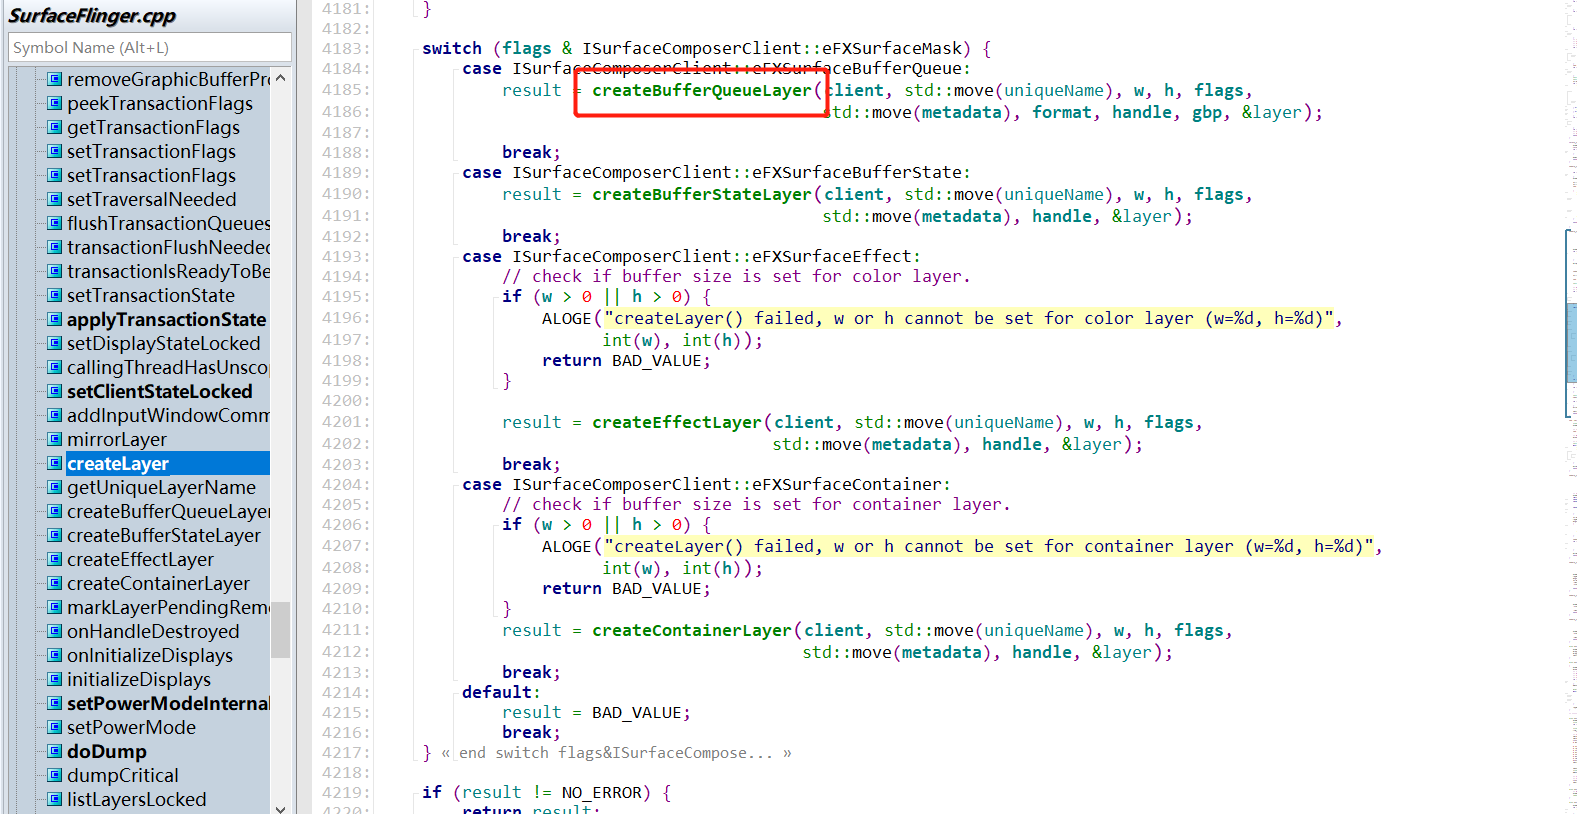 SurfaceFlinger.cpp
Symbol Name (Alt+L)
removeGraphicBufferPro
peekTransactionFlags
getTransactionFlags
setTransactionFlags
setTransactionFlags
setTraversalNeeded
flushTransactionQueues
transactionFlushNeeded
transactionIsReadyToBe
setTransactionState
applyTransactionState
setDisplayStateLocked
callingThreadHasUnsco
setClientStateLocked
addInputWindowComm
mirrorLayer
createLayer
getUniqueLayerName
createBufferQueueLayer
createBufferStateLayer
createEffectLayer
createContainerLayer
markLayerPendingRemo
onHandleDestroyed
onInitializeDisplays
initializeDisplays
setPowerModeInternal
setPowerMode
doDump
dumpCritical
listLayersLocked
4181: }
4182:
4183: switch (flags & ISurfaceComposerClient::eFXSurfaceMask) {
4184: case ISurfaceComposerClient::eFXSurfaceBufferQueue:
4185: result = createBufferQueueLayer(client, std::move(uniqueName), w, h, flags,
4186: std::move(metadata), format, handle, gbp, &layer);
4187:
4188: break;
4189: case ISurfaceComposerClient::eFXSurfaceBufferState:
4190: result = createBufferStateLayer(client, std::move(uniqueName), w, h, flags,
4191: std::move(metadata), handle, &layer);
4192: break;
4193: case ISurfaceComposerClient::eFXSurfaceEffect:
4194: // check if buffer size is set for color layer.
4195: if (w > 0 || h > 0) {
4196: ALOGE("createLayer() failed, w or h cannot be set for color layer (w=%d, h=%d)",
4197: int(w), int(h));
4198: return BAD_VALUE;
4199: }
4200:
4201: result = createEffectLayer(client, std::move(uniqueName), w, h, flags,
4202: std::move(metadata), handle, &layer);
4203: break;
4204: case ISurfaceComposerClient::eFXSurfaceContainer:
4205: // check if buffer size is set for container layer.
4206: if (w > 0 || h > 0) {
4207: ALOGE("createLayer() failed, w or h cannot be set for container layer (w=%d, h=%d)",
4208: int(w), int(h));
4209: return BAD_VALUE;
4210: }
4211: result = createContainerLayer(client, std::move(uniqueName), w, h, flags,
4212: std::move(metadata), handle, &layer);
4213: break;
4214: default:
4215: result = BAD_VALUE;
4216: break;
4217: } « end switch flags&ISurfaceCompose... »
4218:
4219: if (result != NO_ERROR) {
4220: return result;